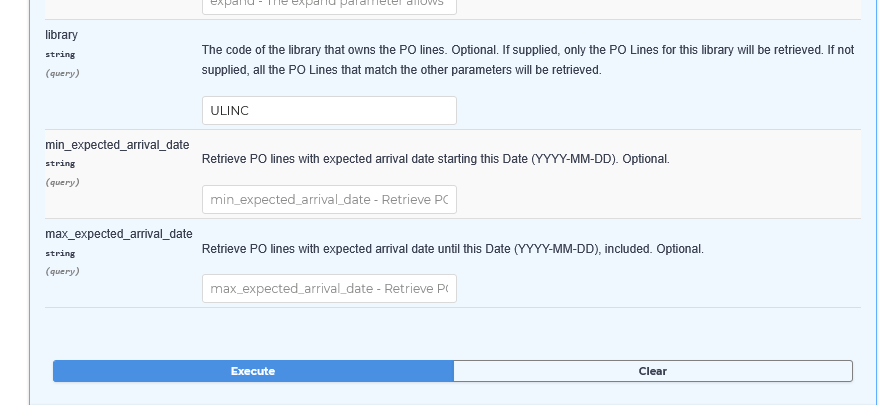 expand - The expand parameter allows
library
string
(query)
The code of the library that owns the PO lines. Optional. If supplied, only the PO Lines for this library will be retrieved. If not
supplied, all the PO Lines that match the other parameters will be retrieved.
ULINC
min_expected_arrival_date
string
(query)
Retrieve PO lines with expected arrival date starting this Date (YYYY-MM-DD). Optional.
min_expected_arrival_date - Retrieve PO
max_expected_arrival_date
string
(query)
Retrieve PO lines with expected arrival date until this Date (YYYY-MM-DD), included. Optional.
max_expected_arrival_date - Retrieve PO
Execute
Clear